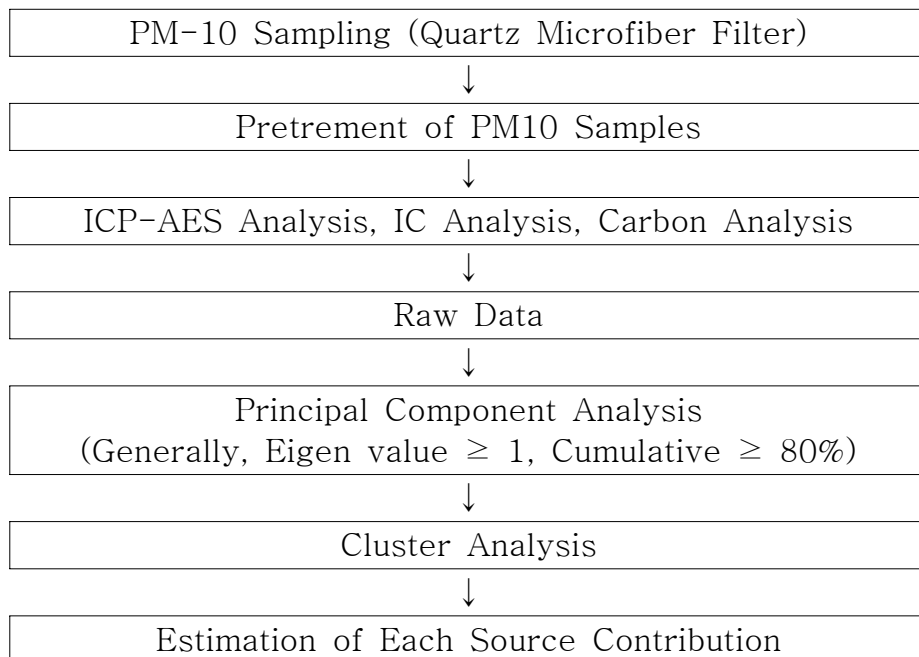 PM-10 Sampling (Quartz Microfiber Filter)
↓
Pretrement of PM10 Samples
↓
ICP-AES Analysis, IC Analysis, Carbon Analysis
↓
Raw Data
↓
Principal Component Analysis
(Generally, Eigen value ≥ 1, Cumulative ≥ 80%)
↓
Cluster Analysis
↓
Estimation of Each Source Contribution